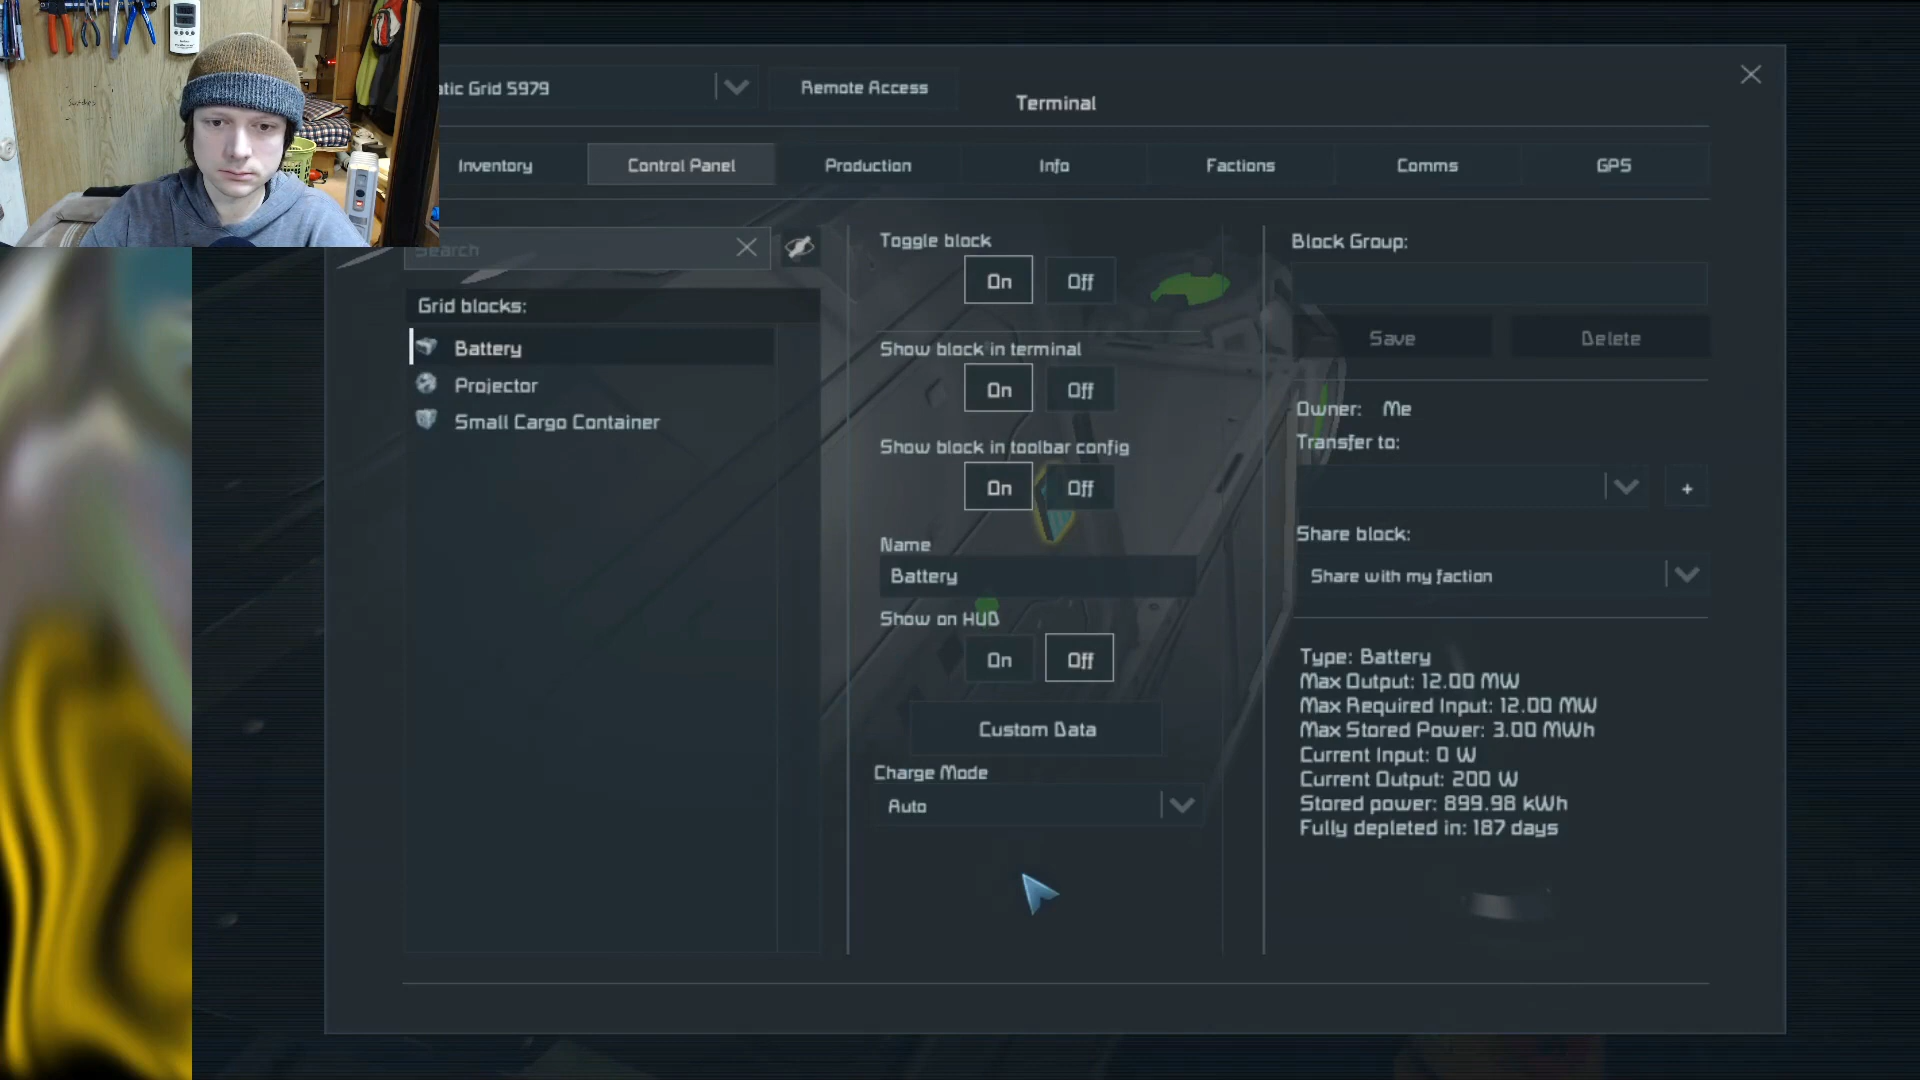 atic Grid 5979
Remote Access
Terminal
Inventory
Control Panel
Production
Info
Factions
Comms
GPS
Search
Grid blocks:
Battery
Projector
Small Cargo Container
Toggle block
On
Off
Show block in terminal
On
Off
Show block in toolbar config
On
Off
Name
Battery
Show on HUD
On
Off
Custom Data
Charge Mode
Auto
Block Group:
Save
Delete
Owner: Me
Transfer to:
+
Share block:
Share with my faction
Type: Battery
Max Output: 12.00 MW
Max Required Input: 12.00 MW
Max Stored Power: 3.00 MWh
Current Input: 0 W
Current Output: 200 W
Stored power: 899.98 kWh
Fully depleted in: 187 days